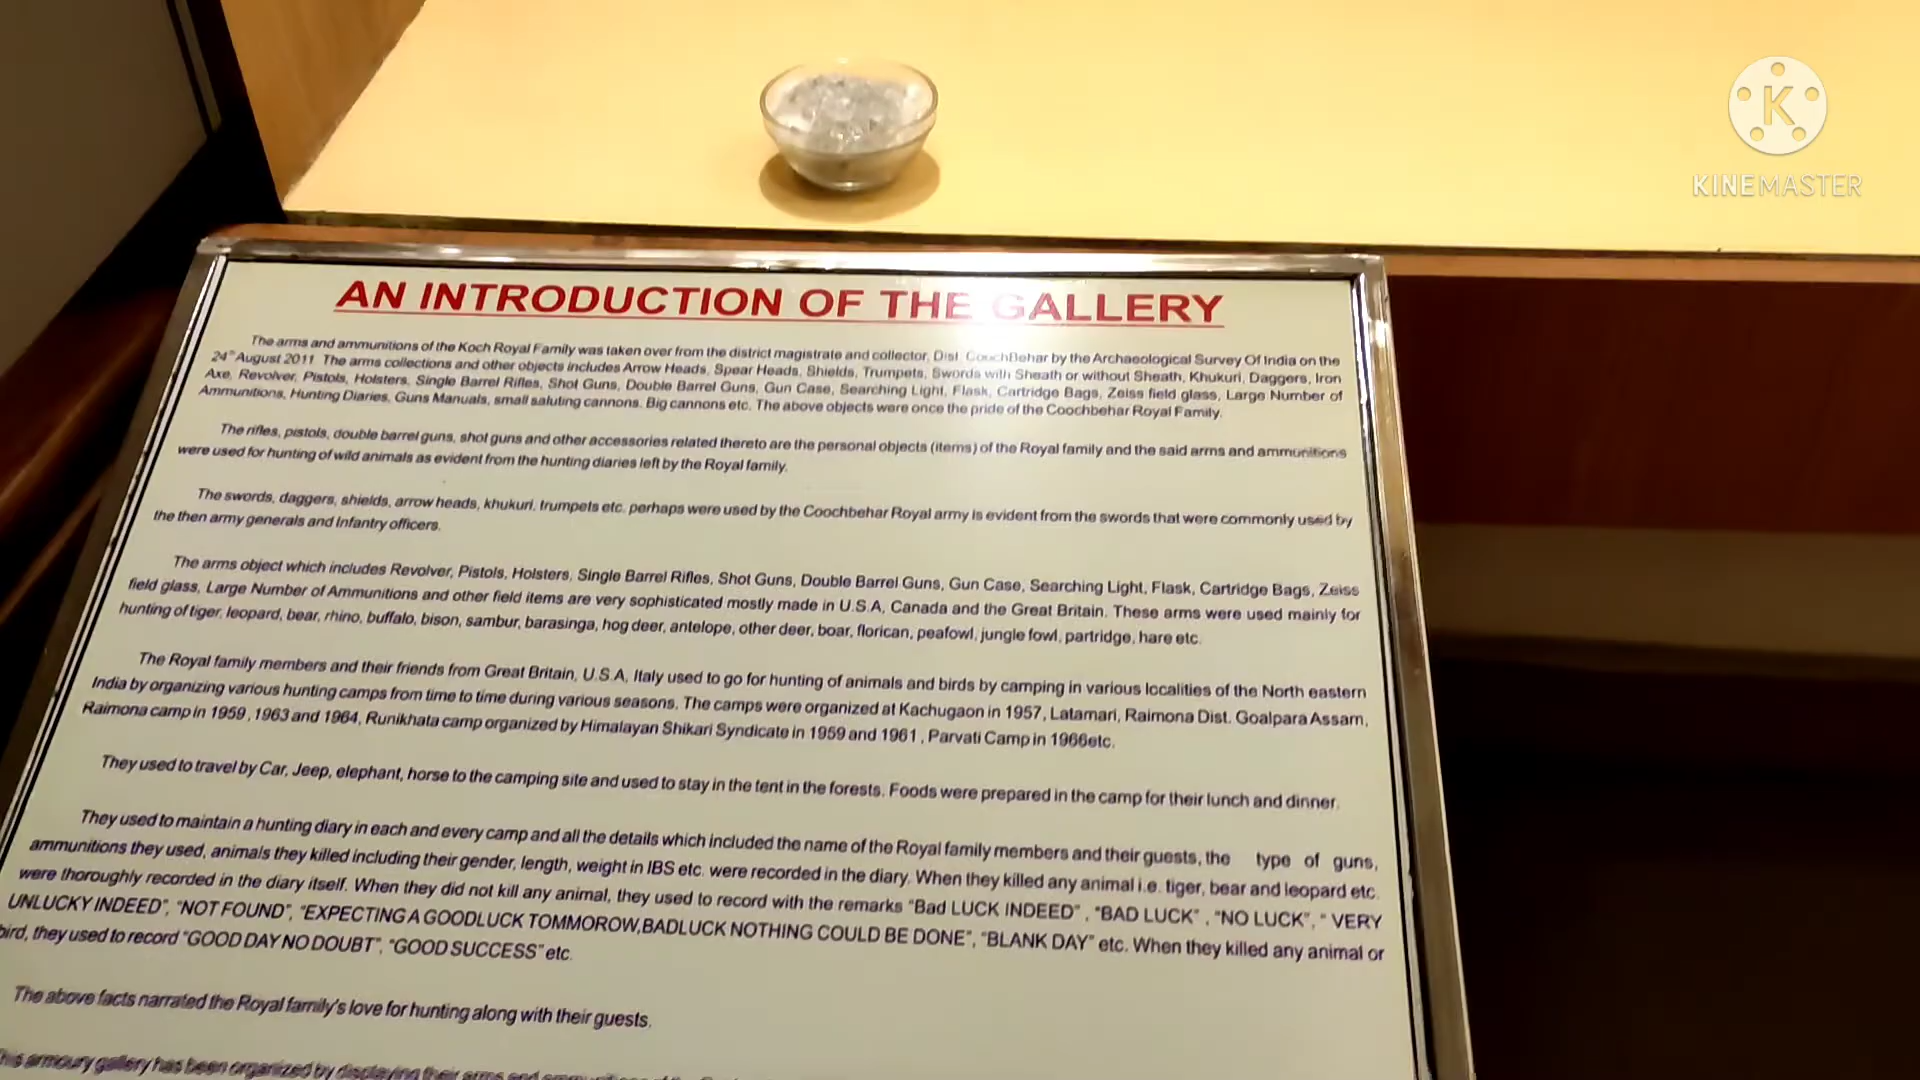 KINEMASTER
AN INTRODUCTION OF THE GALLERY
The arms and ammunitions of the Koch Royal Family was taken over from the district magistrate and collector, Dist. CouchBehar by the Archaeological Survey Of India on the
24th August 2011. The arms collections and other objects includes Arrow Heads, Spear Heads, Shields, Trumpets, Swords with Sheath or without Sheath, Khukuri, Daggers, Iron
Axe, Revolver, Pistols, Holsters, Single Barrel Rifles, Shot Guns, Double Barrel Guns, Gun Case, Searching Light, Flask, Cartridge Bags, Zeiss field glass, Large Number of
Ammunitions, Hunting Diaries, Guns Manuals, small saluting cannons. Big cannons etc. The above objects were once the pride of the Coochbehar Royal Family.
The rifles, pistols, double barrel guns, shot guns and other accessories related thereto are the personal objects (items) of the Royal family and the said arms and ammunitions
were used for hunting of wild animals as evident from the hunting diaries left by the Royal family.
The swords, daggers, shields, arrow heads, khukuri, trumpets etc. perhaps were used by the Coochbehar Royal army is evident from the swords that were commonly used by
the then army generals and Infantry officers.
The arms object which includes Revolver, Pistols, Holsters, Single Barrel Rifles, Shot Guns, Double Barrel Guns, Gun Case, Searching Light, Flask, Cartridge Bags, Zeiss
field glass, Large Number of Ammunitions and other field items are very sophisticated mostly made in U.S.A, Canada and the Great Britain. These arms were used mainly for
hunting of tiger, leopard, bear, rhino, buffalo, bison, sambur, barasinga, hog deer, antelope, other deer, boar, florican, peafowl, jungle fowl, partridge, hare etc.
The Royal family members and their friends from Great Britain, U.S.A, Italy used to go for hunting of animals and birds by camping in various localities of the North eastern
India by organizing various hunting camps from time to time during various seasons. The camps were organized at Kachugaon in 1957, Latamari, Raimona Dist. Goalpara Assam,
Raimona camp in 1959, 1963 and 1964, Runikhata camp organized by Himalayan Shikari Syndicate in 1959 and 1961, Parvati Camp in 1966etc.
They used to travel by Car, Jeep, elephant, horse to the camping site and used to stay in the tent in the forests. Foods were prepared in the camp for their lunch and dinner.
They used to maintain a hunting diary in each and every camp and all the details which included the name of the Royal family members and their guests, the type of guns,
ammunitions they used, animals they killed including their gender, length, weight in IBS etc. were recorded in the diary. When they killed any animal i.e. tiger, bear and leopard etc.
were thoroughly recorded in the diary itself. When they did not kill any animal, they used to record with the remarks "Bad LUCK INDEED", "BAD LUCK", "NO LUCK", "VERY
UNLUCKY INDEED", "NOT FOUND", "EXPECTING A GOODLUCK TOMMOROW,BADLUCK NOTHING COULD BE DONE", "BLANK DAY" etc. When they killed any animal or
bird, they used to record "GOOD DAY NO DOUBT", "GOOD SUCCESS" etc.
The above facts narrated the Royal family's love for hunting along with their guests.
This armoury gallery has been organized by displaying their arms and